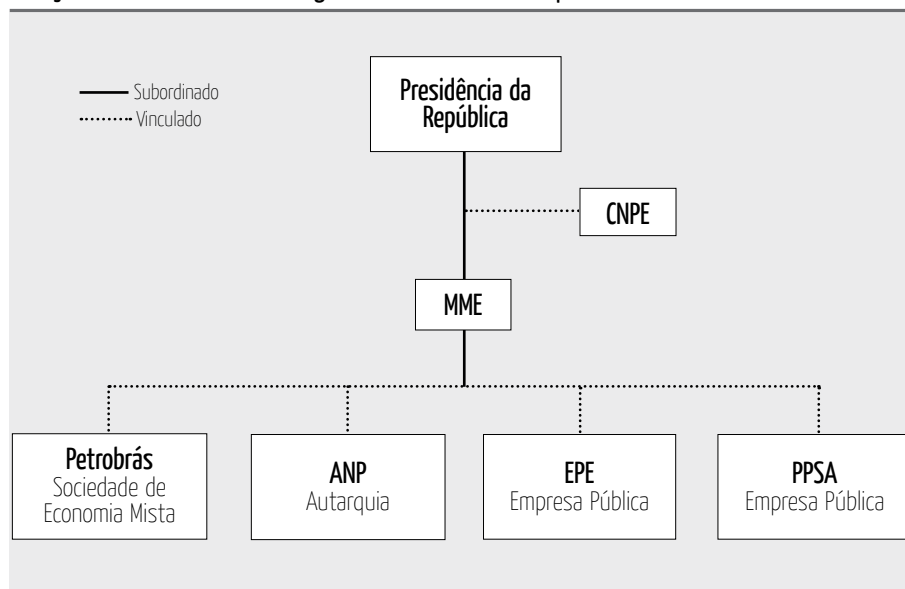 Subordinado
Vinculado
Presidência da
República
CNPE
MME
Petrobrás
Sociedade de
Economia Mista
ANP
Autarquia
EPE
Empresa Pública
PPSA
Empresa Pública